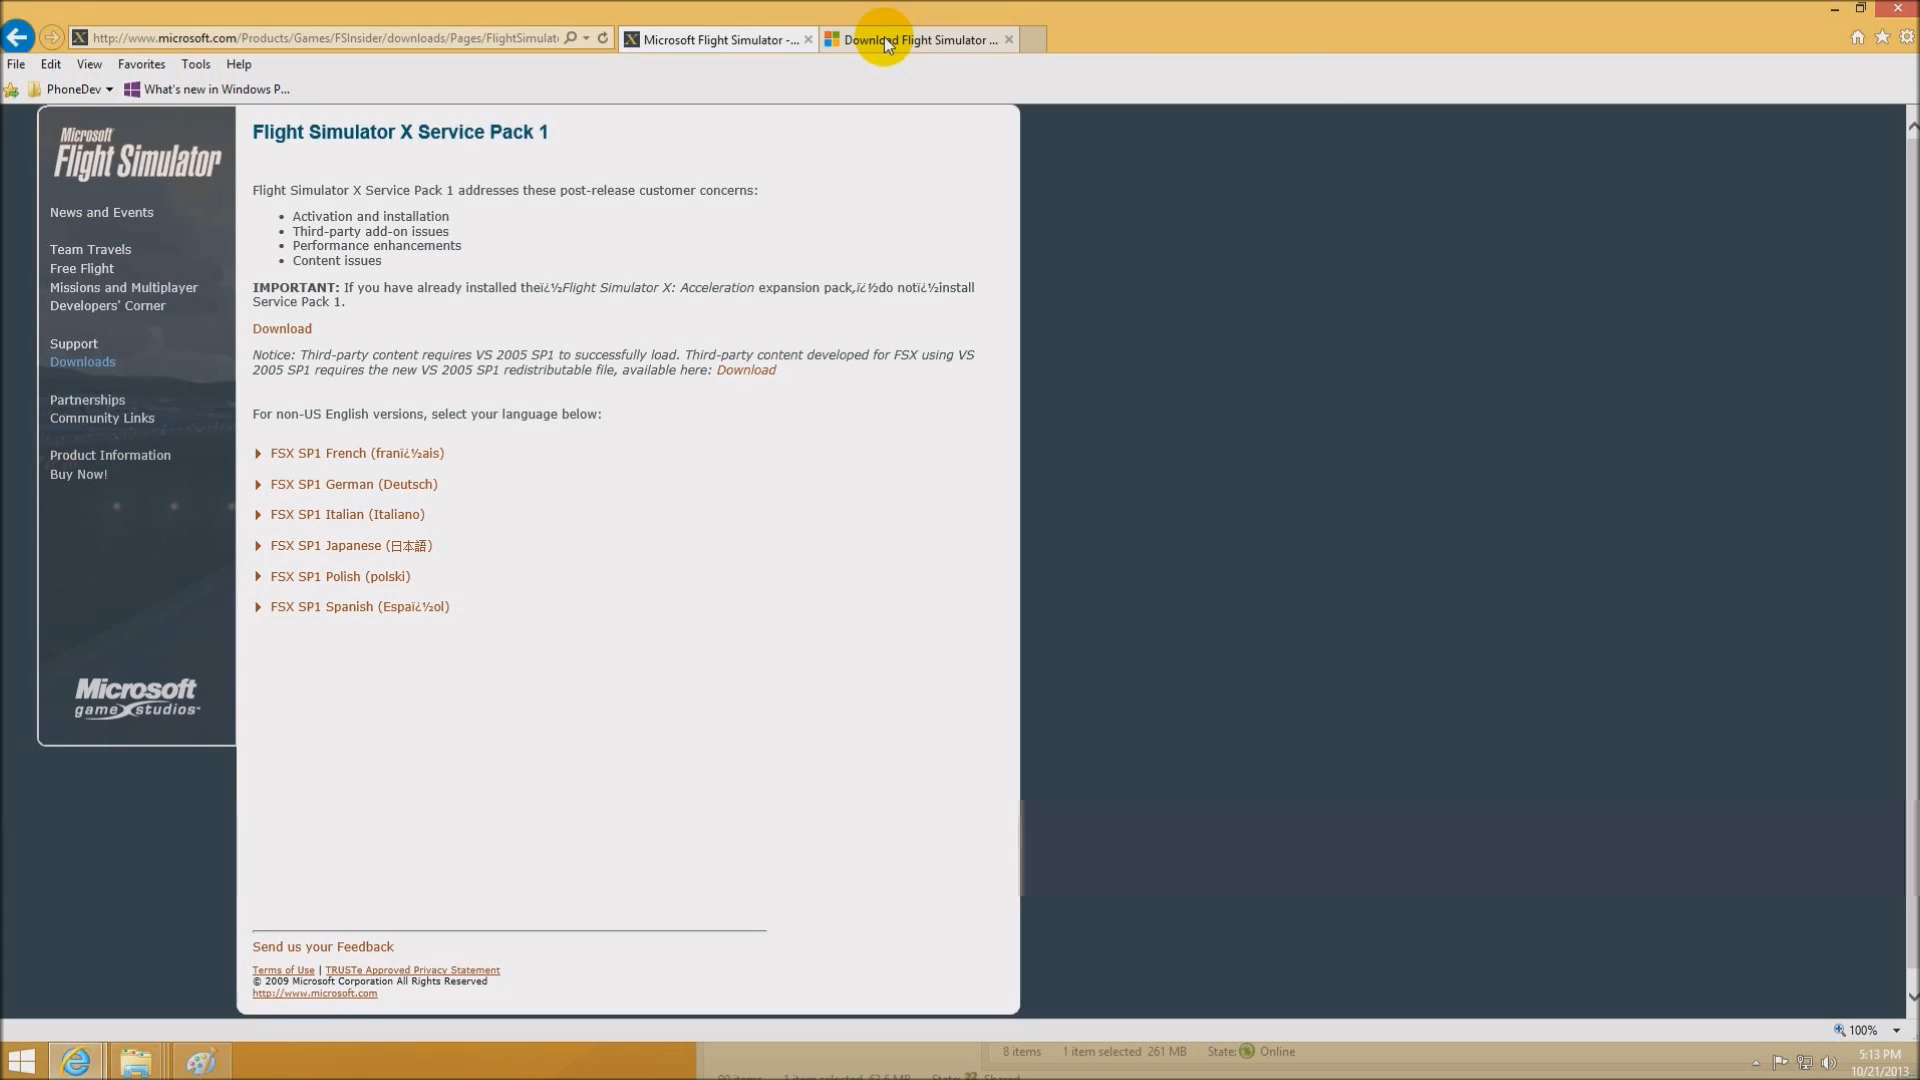 http://www.microsoft.com/Products/Games/FSInsider/downloads/Pages/FlightSimulat
Microsoft Flight Simulator -...
Download Flight Simulator ...
File Edit View Favorites Tools Help
PhoneDev
What's new in Windows P...
Microsoft
Flight Simulator
News and Events
Team Travels
Free Flight
Missions and Multiplayer
Developers' Corner
Support
Downloads
Partnerships
Community Links
Product Information
Buy Now!
Microsoft
game studios
Flight Simulator X Service Pack 1
Flight Simulator X Service Pack 1 addresses these post-release customer concerns:
• Activation and installation
• Third-party add-on issues
• Performance enhancements
• Content issues
IMPORTANT: If you have already installed theï¿½Flight Simulator X: Acceleration expansion pack,ï¿½do notï¿½install
Service Pack 1.
Download
Notice: Third-party content requires VS 2005 SP1 to successfully load. Third-party content developed for FSX using VS
2005 SP1 requires the new VS 2005 SP1 redistributable file, available here: Download
For non-US English versions, select your language below:
FSX SP1 French (franï¿½ais)
FSX SP1 German (Deutsch)
FSX SP1 Italian (Italiano)
FSX SP1 Japanese (日本語)
FSX SP1 Polish (polski)
FSX SP1 Spanish (Espaï¿½ol)
Send us your Feedback
Terms of Use | TRUSTe Approved Privacy Statement
© 2009 Microsoft Corporation All Rights Reserved
http://www.microsoft.com
100%
8 items 1 item selected 261 MB State: Online
5:13 PM
10/21/2013